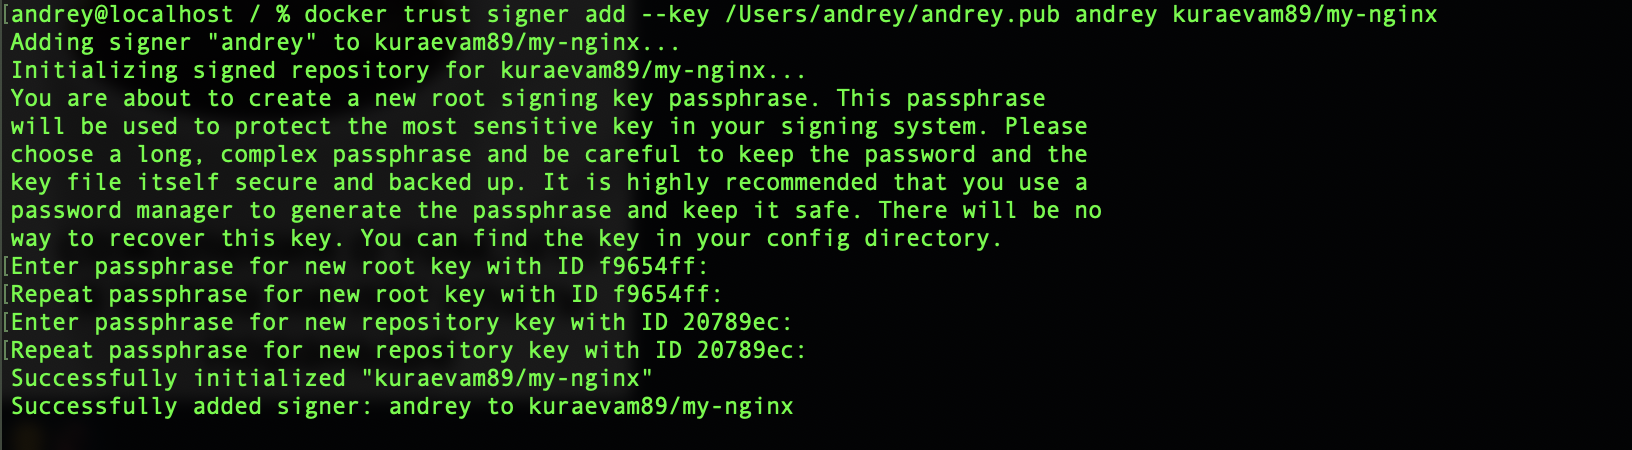 [andrey@localhost / % docker trust signer add --key /Users/andrey/andrey.pub andrey kuraevam89/my-nginx
Adding signer "andrey" to kuraevam89/my-nginx...
Initializing signed repository for kuraevam89/my-nginx...
You are about to create a new root signing key passphrase. This passphrase
will be used to protect the most sensitive key in your signing system. Please
choose a long, complex passphrase and be careful to keep the password and the
key file itself secure and backed up. It is highly recommended that you use a
password manager to generate the passphrase and keep it safe. There will be no
way to recover this key. You can find the key in your config directory.
[Enter passphrase for new root key with ID f9654ff:
[Repeat passphrase for new root key with ID f9654ff:
[Enter passphrase for new repository key with ID 20789ec:
[Repeat passphrase for new repository key with ID 20789ec:
Successfully initialized "kuraevam89/my-nginx"
Successfully added signer: andrey to kuraevam89/my-nginx